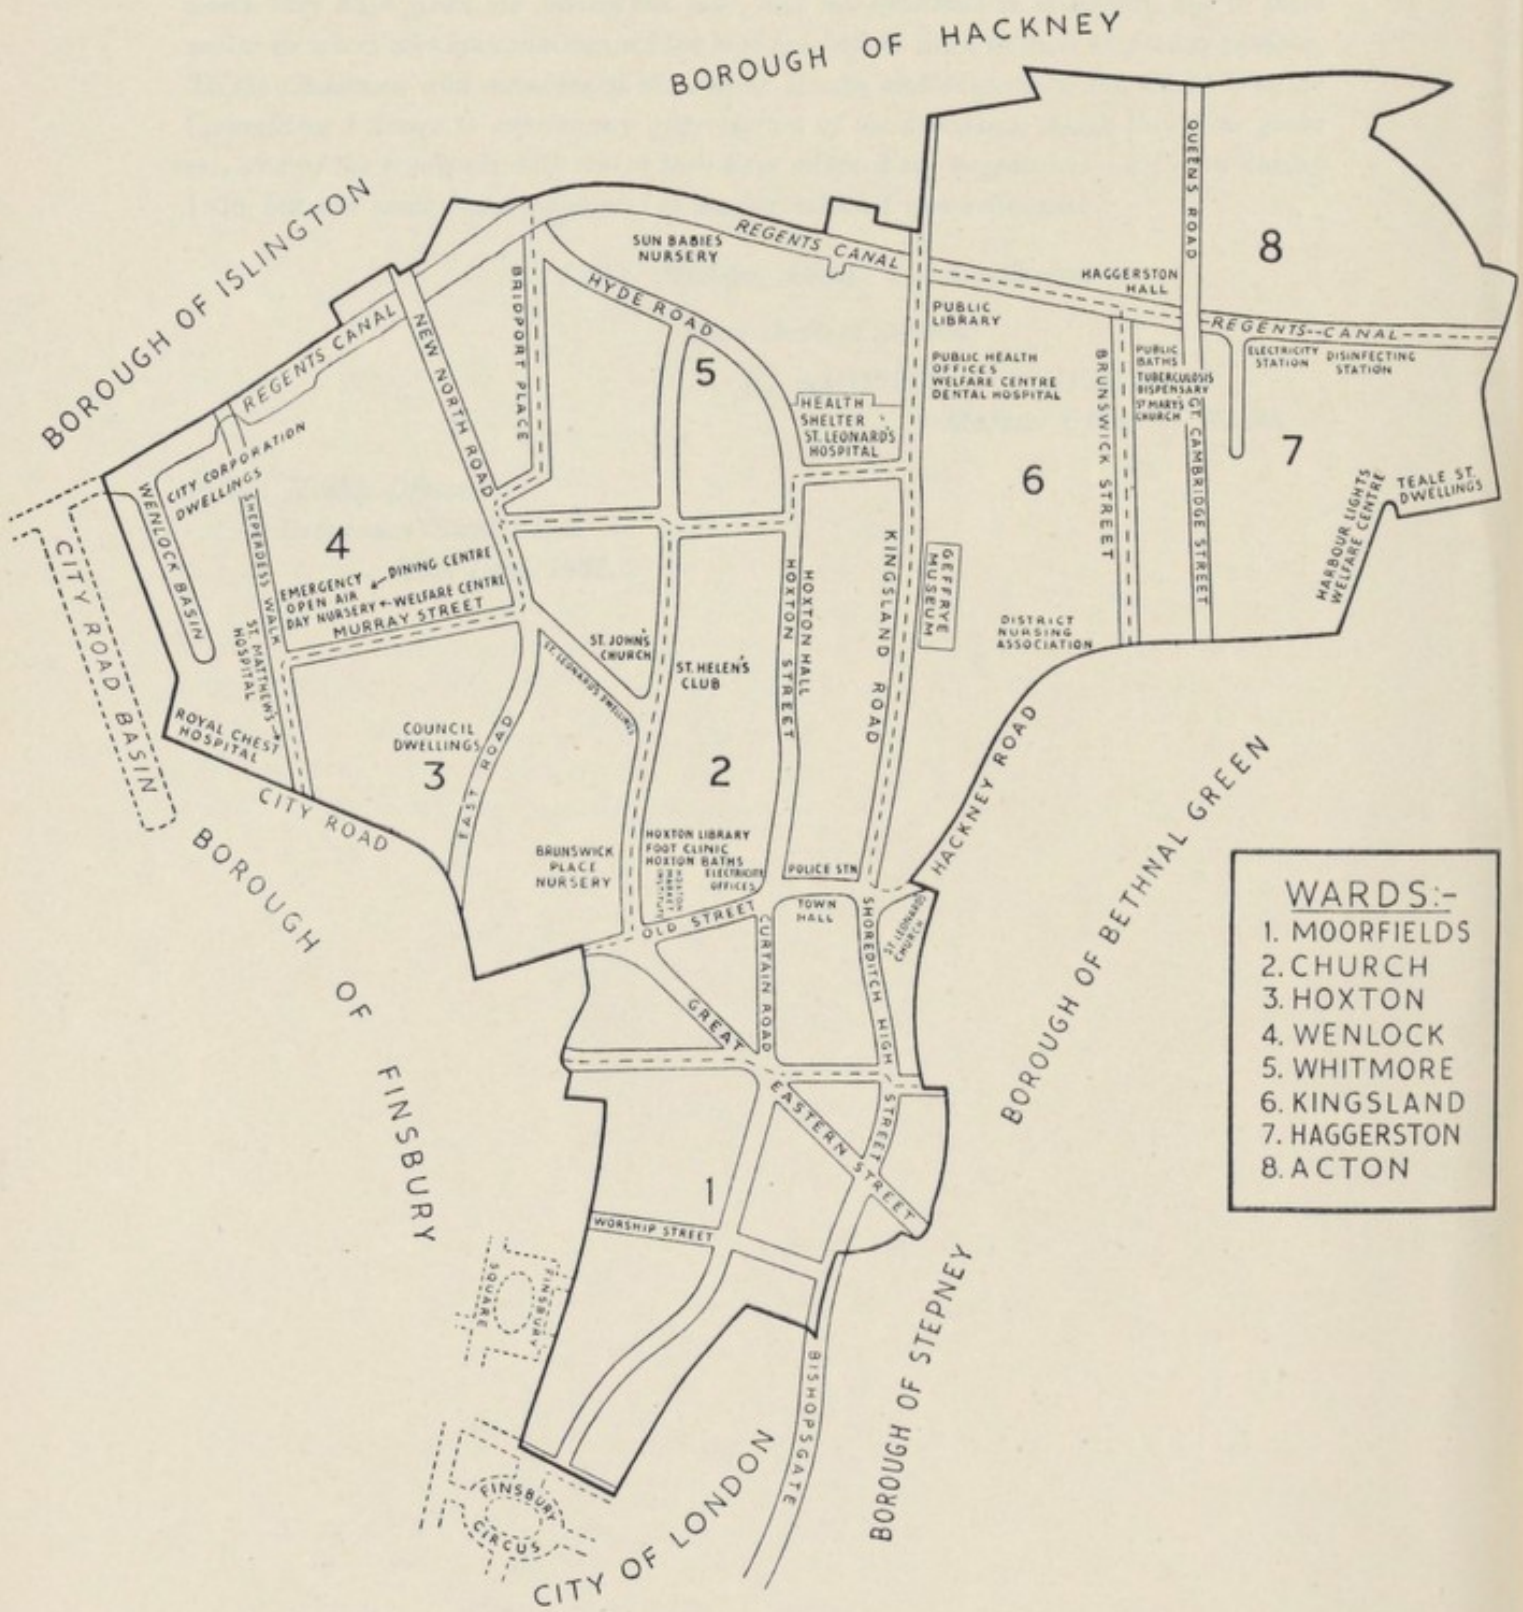 BOROUGH OF HACKNEY
BOROUGH OF ISLINGTON
QUEENS ROAD
8
SUN BABIES
NURSERY
REGENTS CANAL
HAGGERSTON
HALL
BRIDPORT PLACE
HYDE ROAD
PUBLIC
LIBRARY
REGENTS CANAL
REGENTS CANAL
NEW NORTH ROAD
5
PUBLIC HEALTH
OFFICES
WELFARE CENTRE
DENTAL HOSPITAL
BRUNSWICK STREET
PUBLIC
BATHS
TUBERCULOSIS
DISPENSARY
ST MARY'S
CHURCH
ELECTRICITY
STATION
DISINFECTING
STATION
HEALTH
SHELTER
ST. LEONARD'S
HOSPITAL
GT. CAMBRIDGE STREET
7
6
CITY CORPORATION
DWELLINGS
WENLOCK BASIN
SHEPERDESS WALK
4
TEALE ST.
DWELLINGS
HARBOUR LIGHTS
WELFARE CENTRE
CITY ROAD BASIN
EMERGENCY
OPEN AIR
DAY NURSERY
DINING CENTRE
WELFARE CENTRE
MURRAY STREET
HOXTON STREET
HOXTON HALL
KINGSLAND ROAD
GEFFRYE
MUSEUM
DISTRICT
NURSING
ASSOCIATION
ST. MATTHEW'S
HOSPITAL
ST. JOHN'S
CHURCH
ST. LEONARDS DWELLINGS
ST. HELEN'S
CLUB
ROYAL CHEST
HOSPITAL
COUNCIL
DWELLINGS
EAST ROAD
3
2
CITY ROAD
HACKNEY ROAD
BOROUGH OF BETHNAL GREEN
BRUNSWICK
PLACE
NURSERY
HOXTON LIBRARY
FOOT CLINIC
HOXTON BATHS
HOXTON
MARKET
INSTITUTE
ELECTRICITY
OFFICES
POLICE STN
OLD STREET
TOWN
HALL
CURTAIN ROAD
SHOREDITCH HIGH STREET
ST. LEONARDS
CHURCH
BOROUGH OF FINSBURY
GREAT EASTERN STREET
1
WORSHIP STREET
FINSBURY
SQUARE
BOROUGH OF STEPNEY
BISHOPSGATE
FINSBURY
CIRCUS
CITY OF LONDON
WARDS:-
1. MOORFIELDS
2. CHURCH
3. HOXTON
4. WENLOCK
5. WHITMORE
6. KINGSLAND
7. HAGGERSTON
8. ACTON